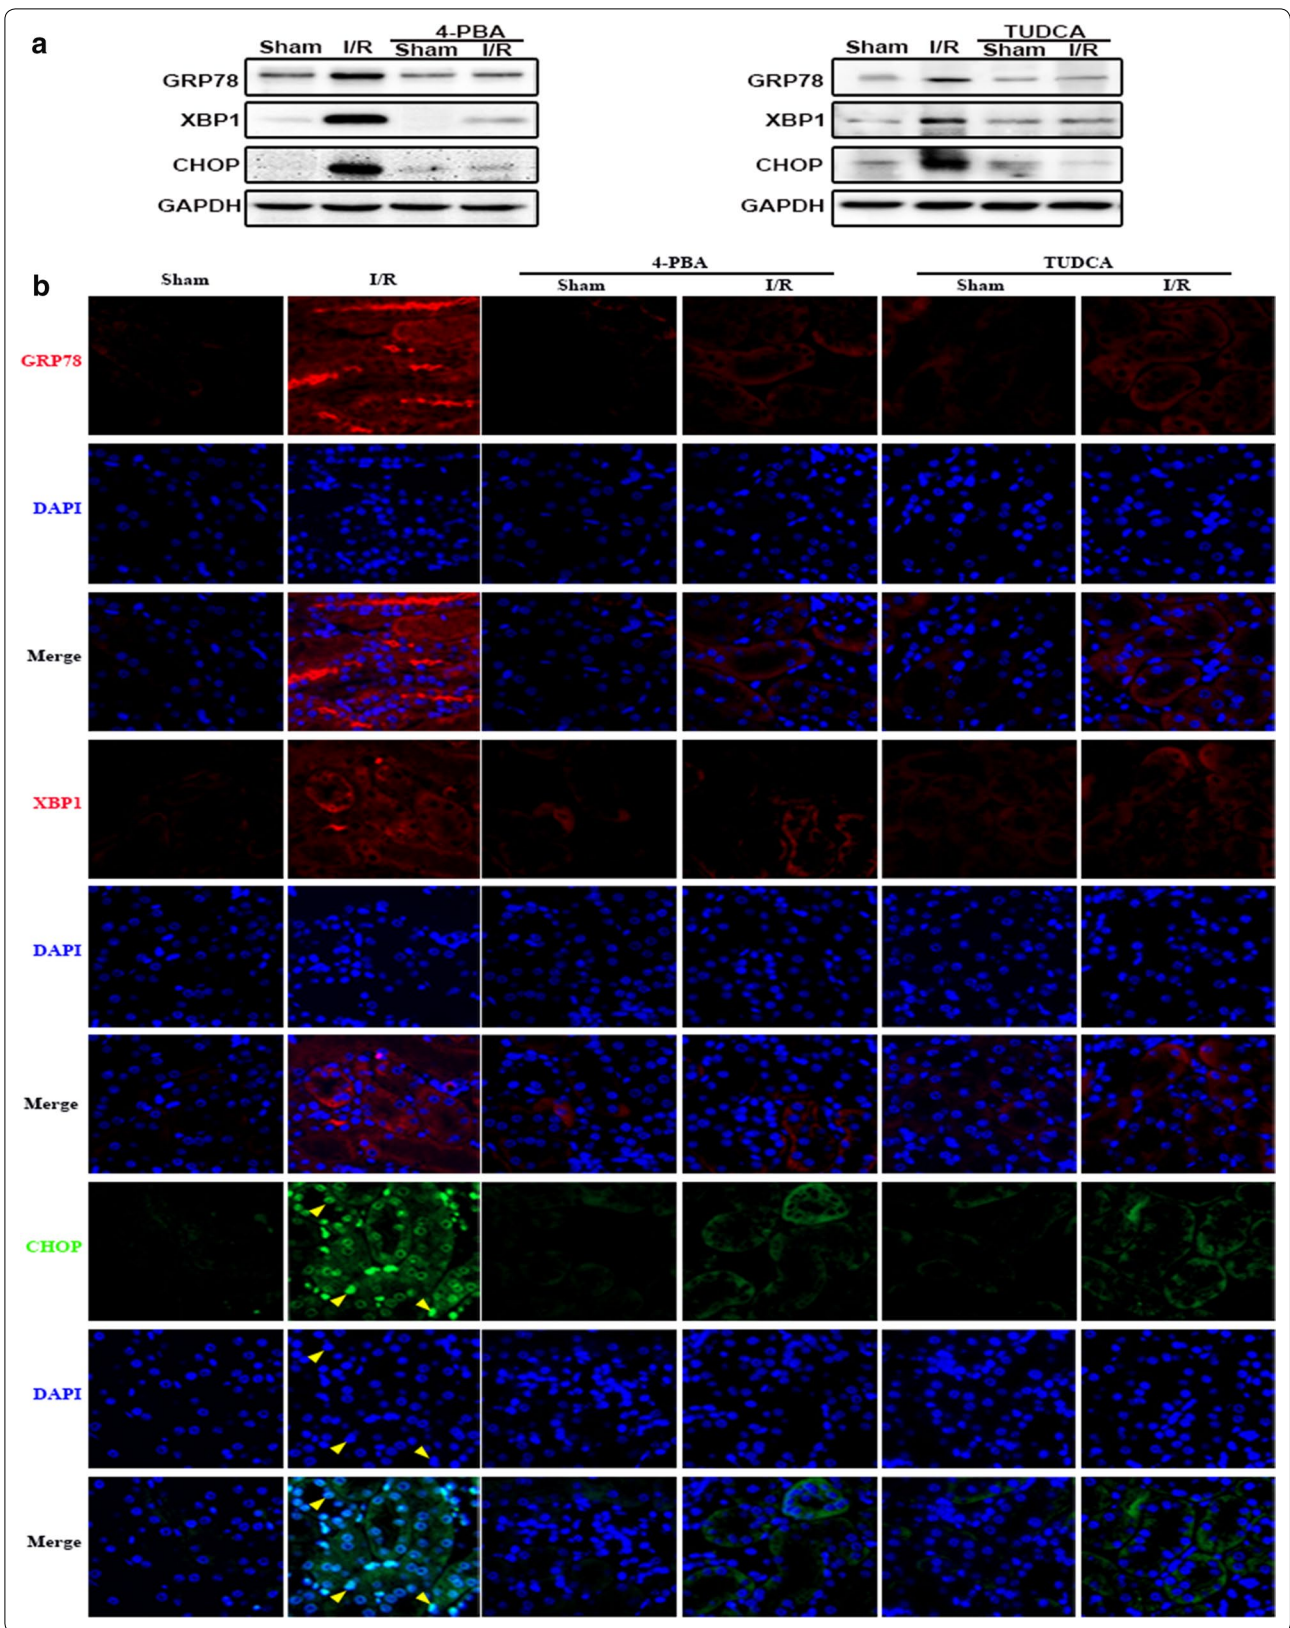 a
4-PBA
Sham I/R Sham I/R
GRP78
XBP1
CHOP
GAPDH
TUDCA
Sham I/R Sham I/R
GRP78
XBP1
CHOP
GAPDH
b
4-PBA TUDCA
Sham I/R Sham I/R Sham I/R
GRP78
DAPI
Merge
XBP1
DAPI
Merge
CHOP
DAPI
Merge